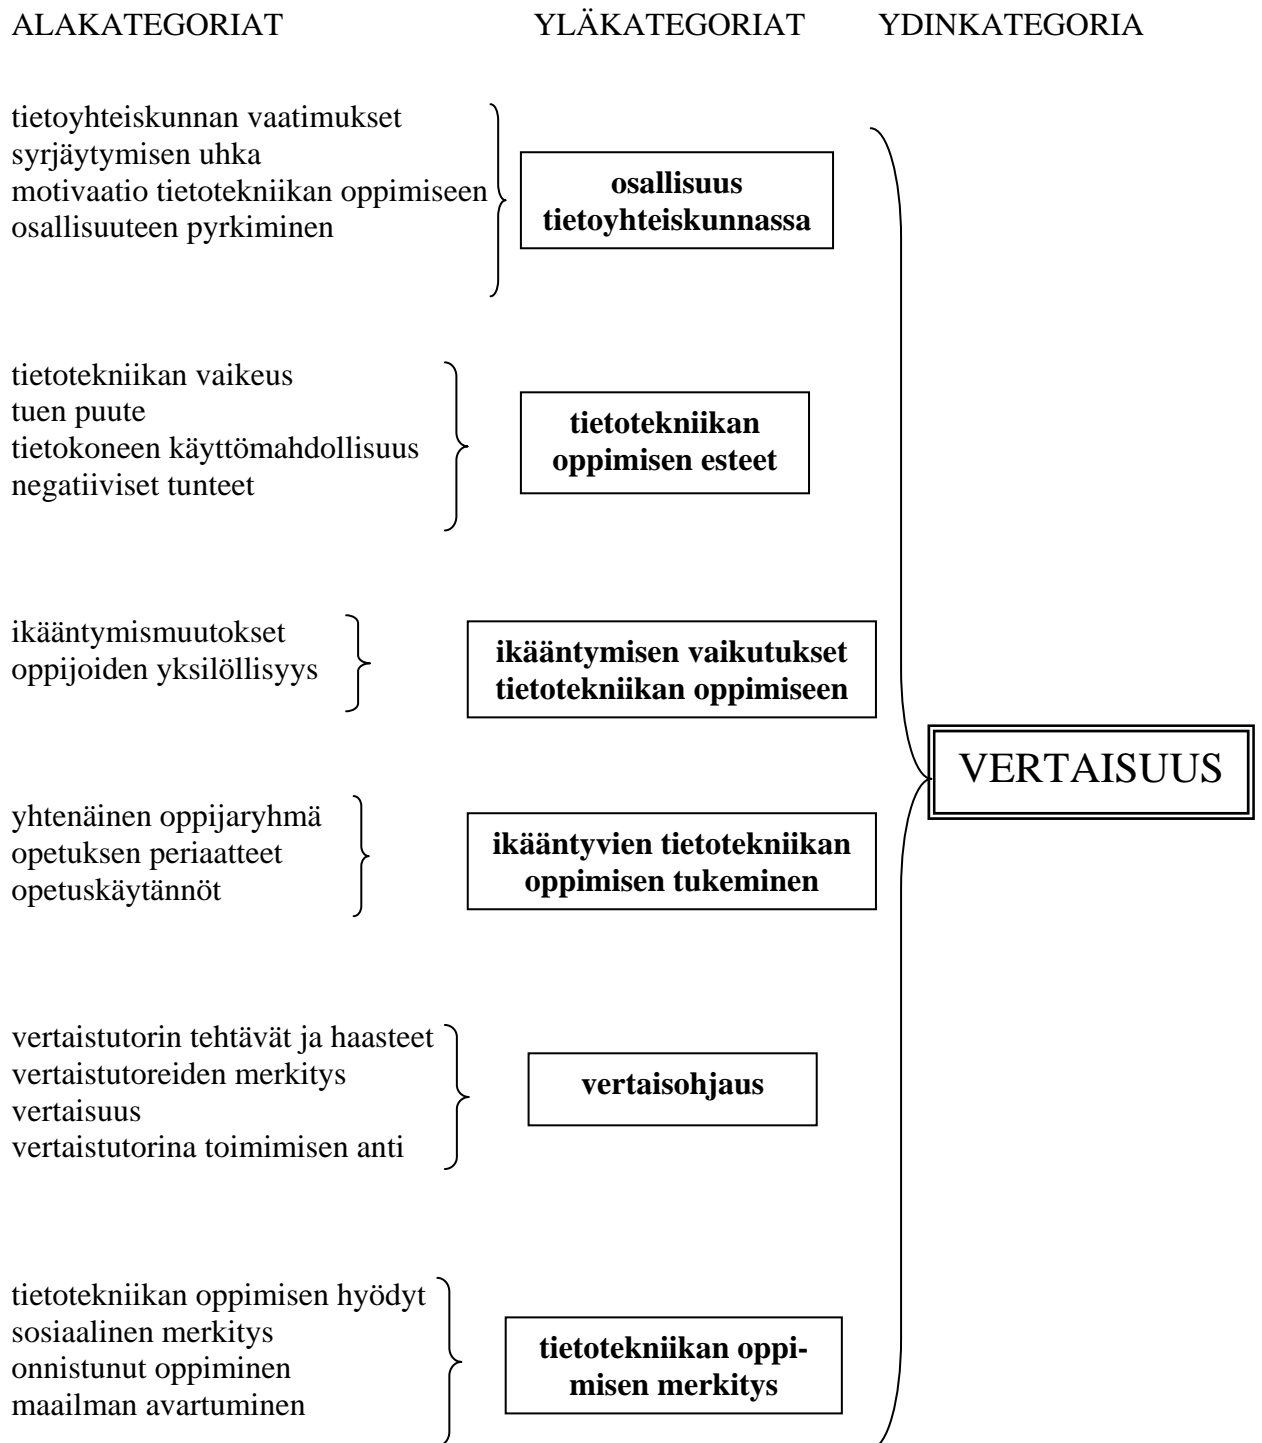 ALAKATEGORIAT YLÄKATEGORIAT YDINKATEGORIA
tietoyhteiskunnan vaatimukset
syrjäytymisen uhka
motivaatio tietotekniikan oppimiseen
osallisuuteen pyrkiminen
osallisuus
tietoyhteiskunnassa
tietotekniikan vaikeus
tuen puute
tietokoneen käyttömahdollisuus
negatiiviset tunteet
tietotekniikan
oppimisen esteet
ikääntymismuutokset
oppijoiden yksilöllisyys
ikääntymisen vaikutukset
tietotekniikan oppimiseen
VERTAISUUS
yhtenäinen oppijaryhmä
opetuksen periaatteet
opetuskäytännöt
ikääntyvien tietotekniikan
oppimisen tukeminen
vertaistutorin tehtävät ja haasteet
vertaistutoreiden merkitys
vertaisuus
vertaistutorina toimimisen anti
vertaisohjaus
tietotekniikan oppimisen hyödyt
sosiaalinen merkitys
onnistunut oppiminen
maailman avartuminen
tietotekniikan oppi-
misen merkitys